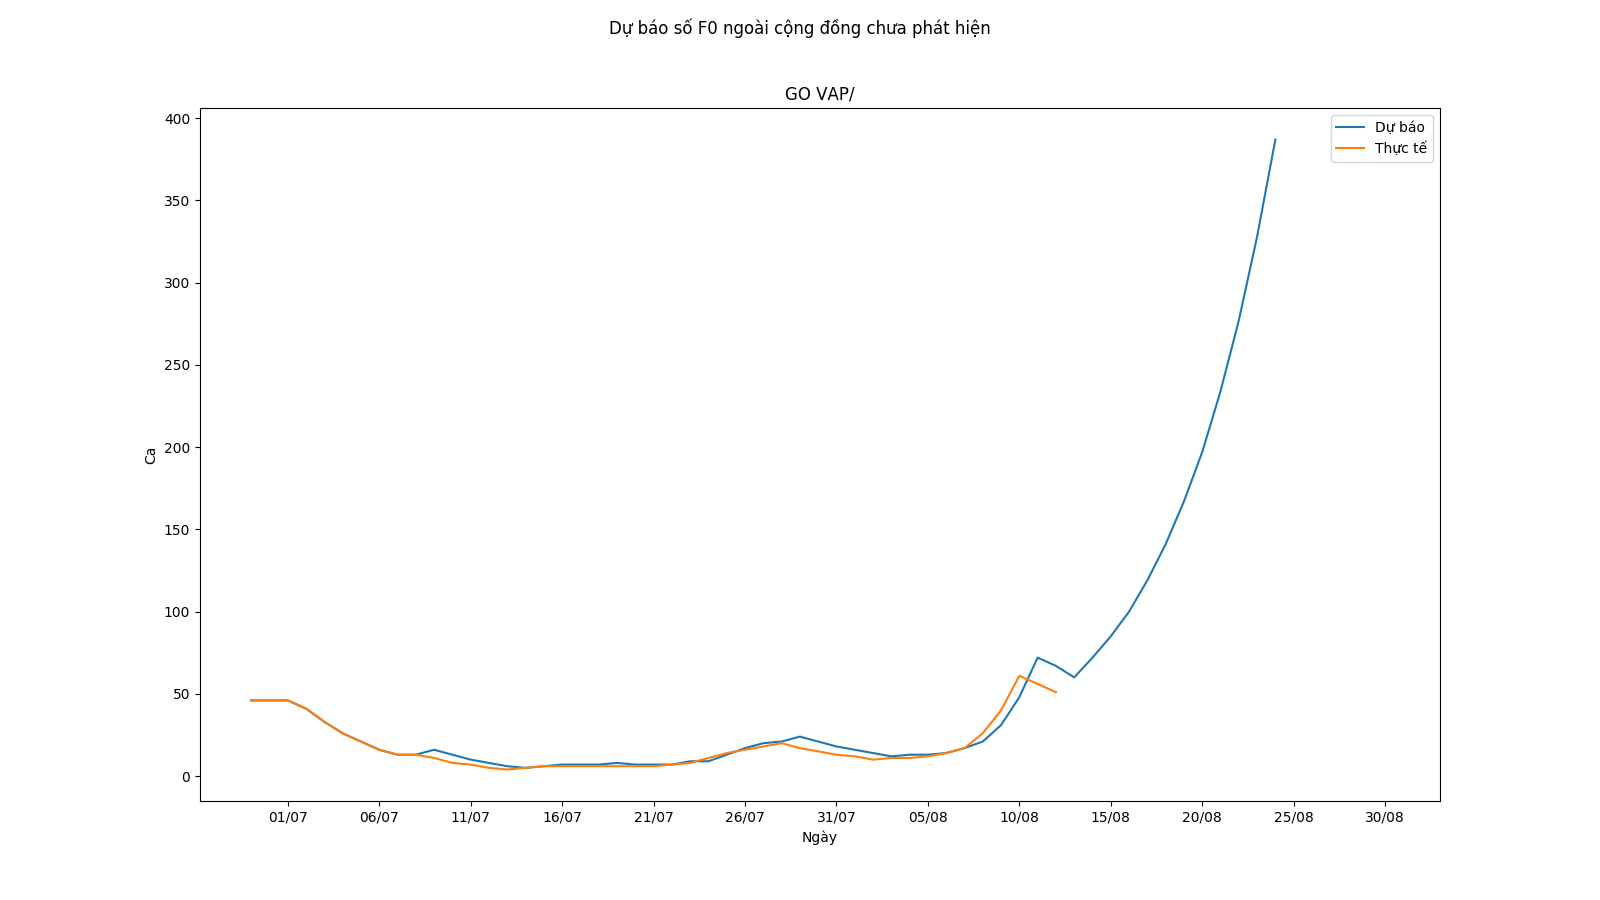 Dự báo số F0 ngoài cộng đồng chưa phát hiện
GO VAP/
Dự báo
Thực tế
400
350
300
250
200
150
100
50
0
Ca
01/07 06/07 11/07 16/07 21/07 26/07 31/07 05/08 10/08 15/08 20/08 25/08 30/08
Ngày